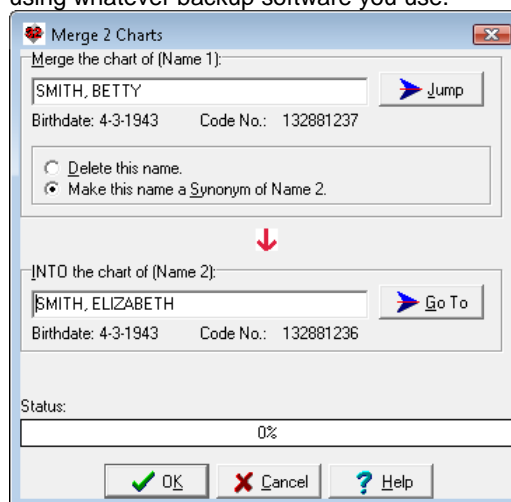 using whatever backup software you use.
Merge 2 Charts
Merge the chart of (Name 1):
SMITH, BETTY
Jump
Birthdate: 4-3-1943 Code No.: 132881237
Delete this name.
Make this name a Synonym of Name 2.
INTO the chart of (Name 2):
SMITH, ELIZABETH
Go To
Birthdate: 4-3-1943 Code No.: 132881236
Status:
0%
OK Cancel Help